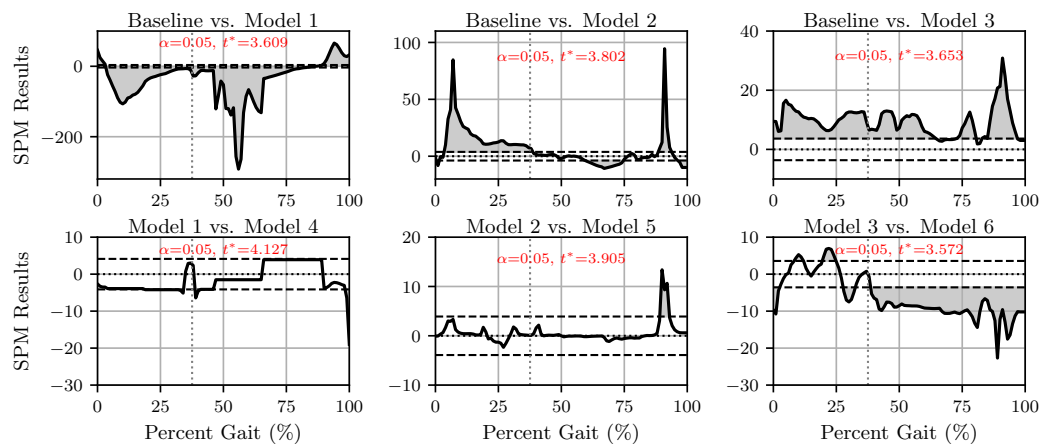 Baseline vs. Model 1
Baseline vs. Model 2
Baseline vs. Model 3
SPM Results
0
−200
0 25 50 75 100
α=0.05, t*=3.609
100
50
0
0 25 50 75 100
α=0.05, t*=3.802
40
20
0
0 25 50 75 100
α=0.05, t*=3.653
Model 1 vs. Model 4
Model 2 vs. Model 5
Model 3 vs. Model 6
SPM Results
10
0
−10
−20
−30
0 25 50 75 100
α=0.05, t*=4.127
Percent Gait (%)
20
10
0
−10
0 25 50 75 100
α=0.05, t*=3.905
Percent Gait (%)
10
0
−10
−20
−30
0 25 50 75 100
α=0.05, t*=3.572
Percent Gait (%)